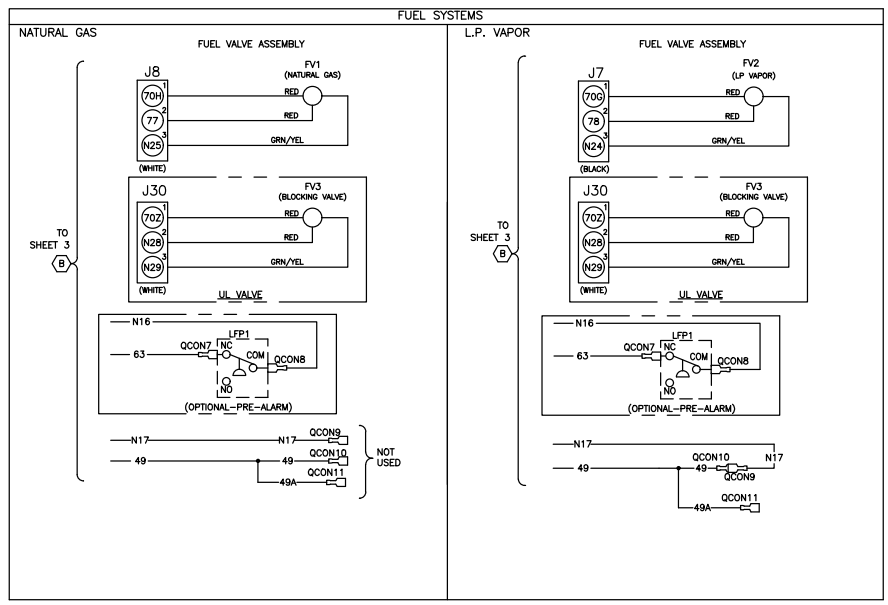 FUEL SYSTEMS
NATURAL GAS
FUEL VALVE ASSEMBLY
J8
FV1
(NATURAL GAS)
70H 1 RED
77 2 RED
N25 3 GRN/YEL
(WHITE)
J30
FV3
(BLOCKING VALVE)
70Z 1 RED
N28 2 RED
N29 3 GRN/YEL
(WHITE)
UL VALVE
TO
SHEET 3
B
N16
LFP1
63 QCON7 NC COM QCON8
NO
(OPTIONAL-PRE-ALARM)
N17 N17 QCON9
49 49 QCON10
49A QCON11
NOT
USED
L.P. VAPOR
FUEL VALVE ASSEMBLY
J7
FV2
(LP VAPOR)
70G 1 RED
78 2 RED
N24 3 GRN/YEL
(BLACK)
J30
FV3
(BLOCKING VALVE)
70Z 1 RED
N28 2 RED
N29 3 GRN/YEL
(WHITE)
UL VALVE
TO
SHEET 3
B
N16
LFP1
63 QCON7 NC COM QCON8
NO
(OPTIONAL-PRE-ALARM)
N17
QCON10 N17
49 49
QCON9
49A QCON11